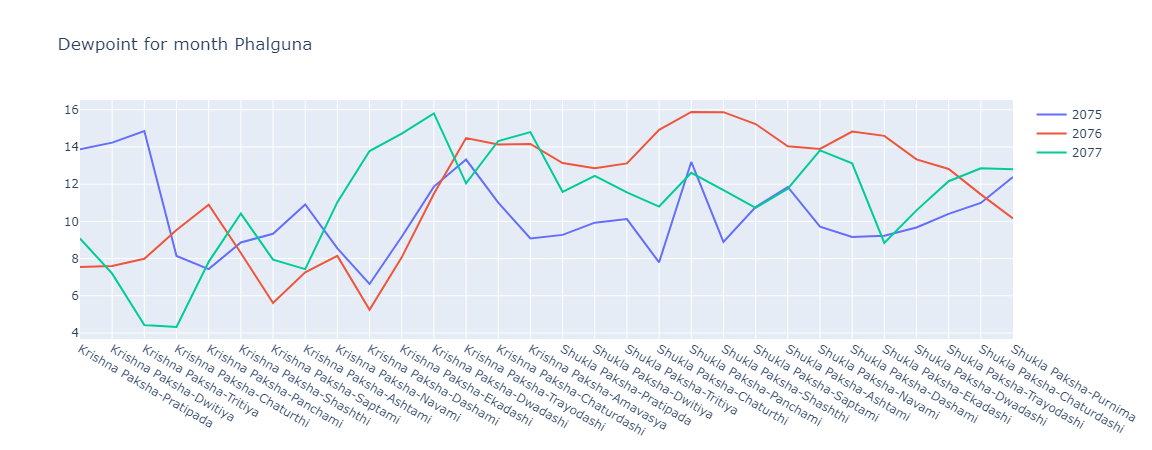 Dewpoint for month Phalguna
16
14
12
10
8
6
4
2075
2076
2077
Krishna Paksha-Pratipada
Krishna Paksha-Dwitiya
Krishna Paksha-Tritiya
Krishna Paksha-Chaturthi
Krishna Paksha-Panchami
Krishna Paksha-Shashthi
Krishna Paksha-Saptami
Krishna Paksha-Ashtami
Krishna Paksha-Navami
Krishna Paksha-Dashami
Krishna Paksha-Ekadashi
Krishna Paksha-Dwadashi
Krishna Paksha-Trayodashi
Krishna Paksha-Chaturdashi
Krishna Paksha-Amavasya
Shukla Paksha-Pratipada
Shukla Paksha-Dwitiya
Shukla Paksha-Tritiya
Shukla Paksha-Chaturthi
Shukla Paksha-Panchami
Shukla Paksha-Shashthi
Shukla Paksha-Saptami
Shukla Paksha-Ashtami
Shukla Paksha-Navami
Shukla Paksha-Dashami
Shukla Paksha-Ekadashi
Shukla Paksha-Dwadashi
Shukla Paksha-Trayodashi
Shukla Paksha-Chaturdashi
Shukla Paksha-Purnima